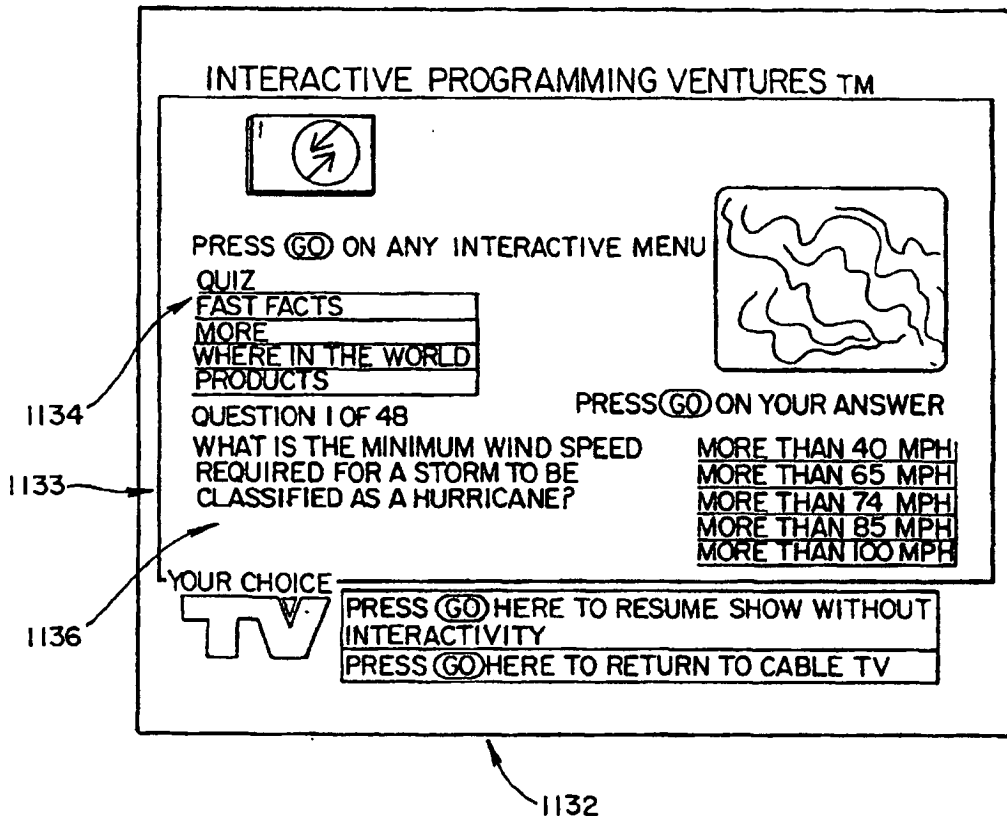 INTERACTIVE PROGRAMMING VENTURES TM
PRESS GO ON ANY INTERACTIVE MENU
QUIZ
FAST FACTS
MORE
WHERE IN THE WORLD
PRODUCTS
1134
QUESTION 1 OF 48
PRESS GO ON YOUR ANSWER
WHAT IS THE MINIMUM WIND SPEED
REQUIRED FOR A STORM TO BE
CLASSIFIED AS A HURRICANE?
MORE THAN 40 MPH
MORE THAN 65 MPH
MORE THAN 74 MPH
MORE THAN 85 MPH
MORE THAN 100 MPH
1133
1136
YOUR CHOICE
TV
PRESS GO HERE TO RESUME SHOW WITHOUT
INTERACTIVITY
PRESS GO HERE TO RETURN TO CABLE TV
1132